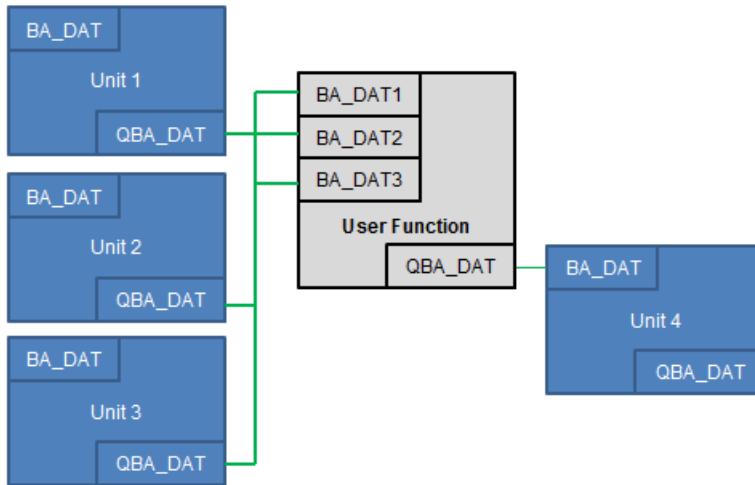 BA_DAT
Unit 1
QBA_DAT
BA_DAT
Unit 2
QBA_DAT
BA_DAT
Unit 3
QBA_DAT
BA_DAT1
BA_DAT2
BA_DAT3
User Function
QBA_DAT
BA_DAT
Unit 4
QBA_DAT